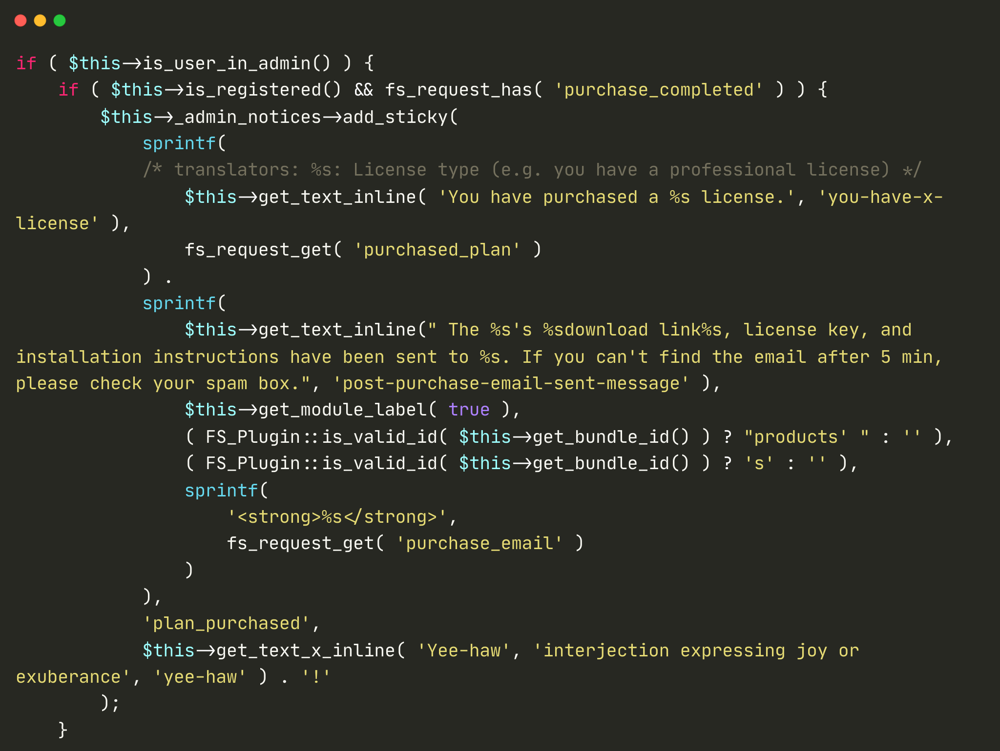 if ( $this->is_user_in_admin() ) {
    if ( $this->is_registered() && fs_request_has( 'purchase_completed' ) ) {
        $this->_admin_notices->add_sticky(
            sprintf(
            /* translators: %s: License type (e.g. you have a professional license) */
                $this->get_text_inline( 'You have purchased a %s license.', 'you-have-x-
license' ),
                fs_request_get( 'purchased_plan' )
            ) .
            sprintf(
                $this->get_text_inline(" The %s's %sdownload link%s, license key, and
installation instructions have been sent to %s. If you can't find the email after 5 min,
please check your spam box.", 'post-purchase-email-sent-message' ),
                $this->get_module_label( true ),
                ( FS_Plugin::is_valid_id( $this->get_bundle_id() ) ? "products' " : '' ),
                ( FS_Plugin::is_valid_id( $this->get_bundle_id() ) ? 's' : '' ),
                sprintf(
                    '<strong>%s</strong>',
                    fs_request_get( 'purchase_email' )
                )
            ),
            'plan_purchased',
            $this->get_text_x_inline( 'Yee-haw', 'interjection expressing joy or
exuberance', 'yee-haw' ) . '!'
        );
    }